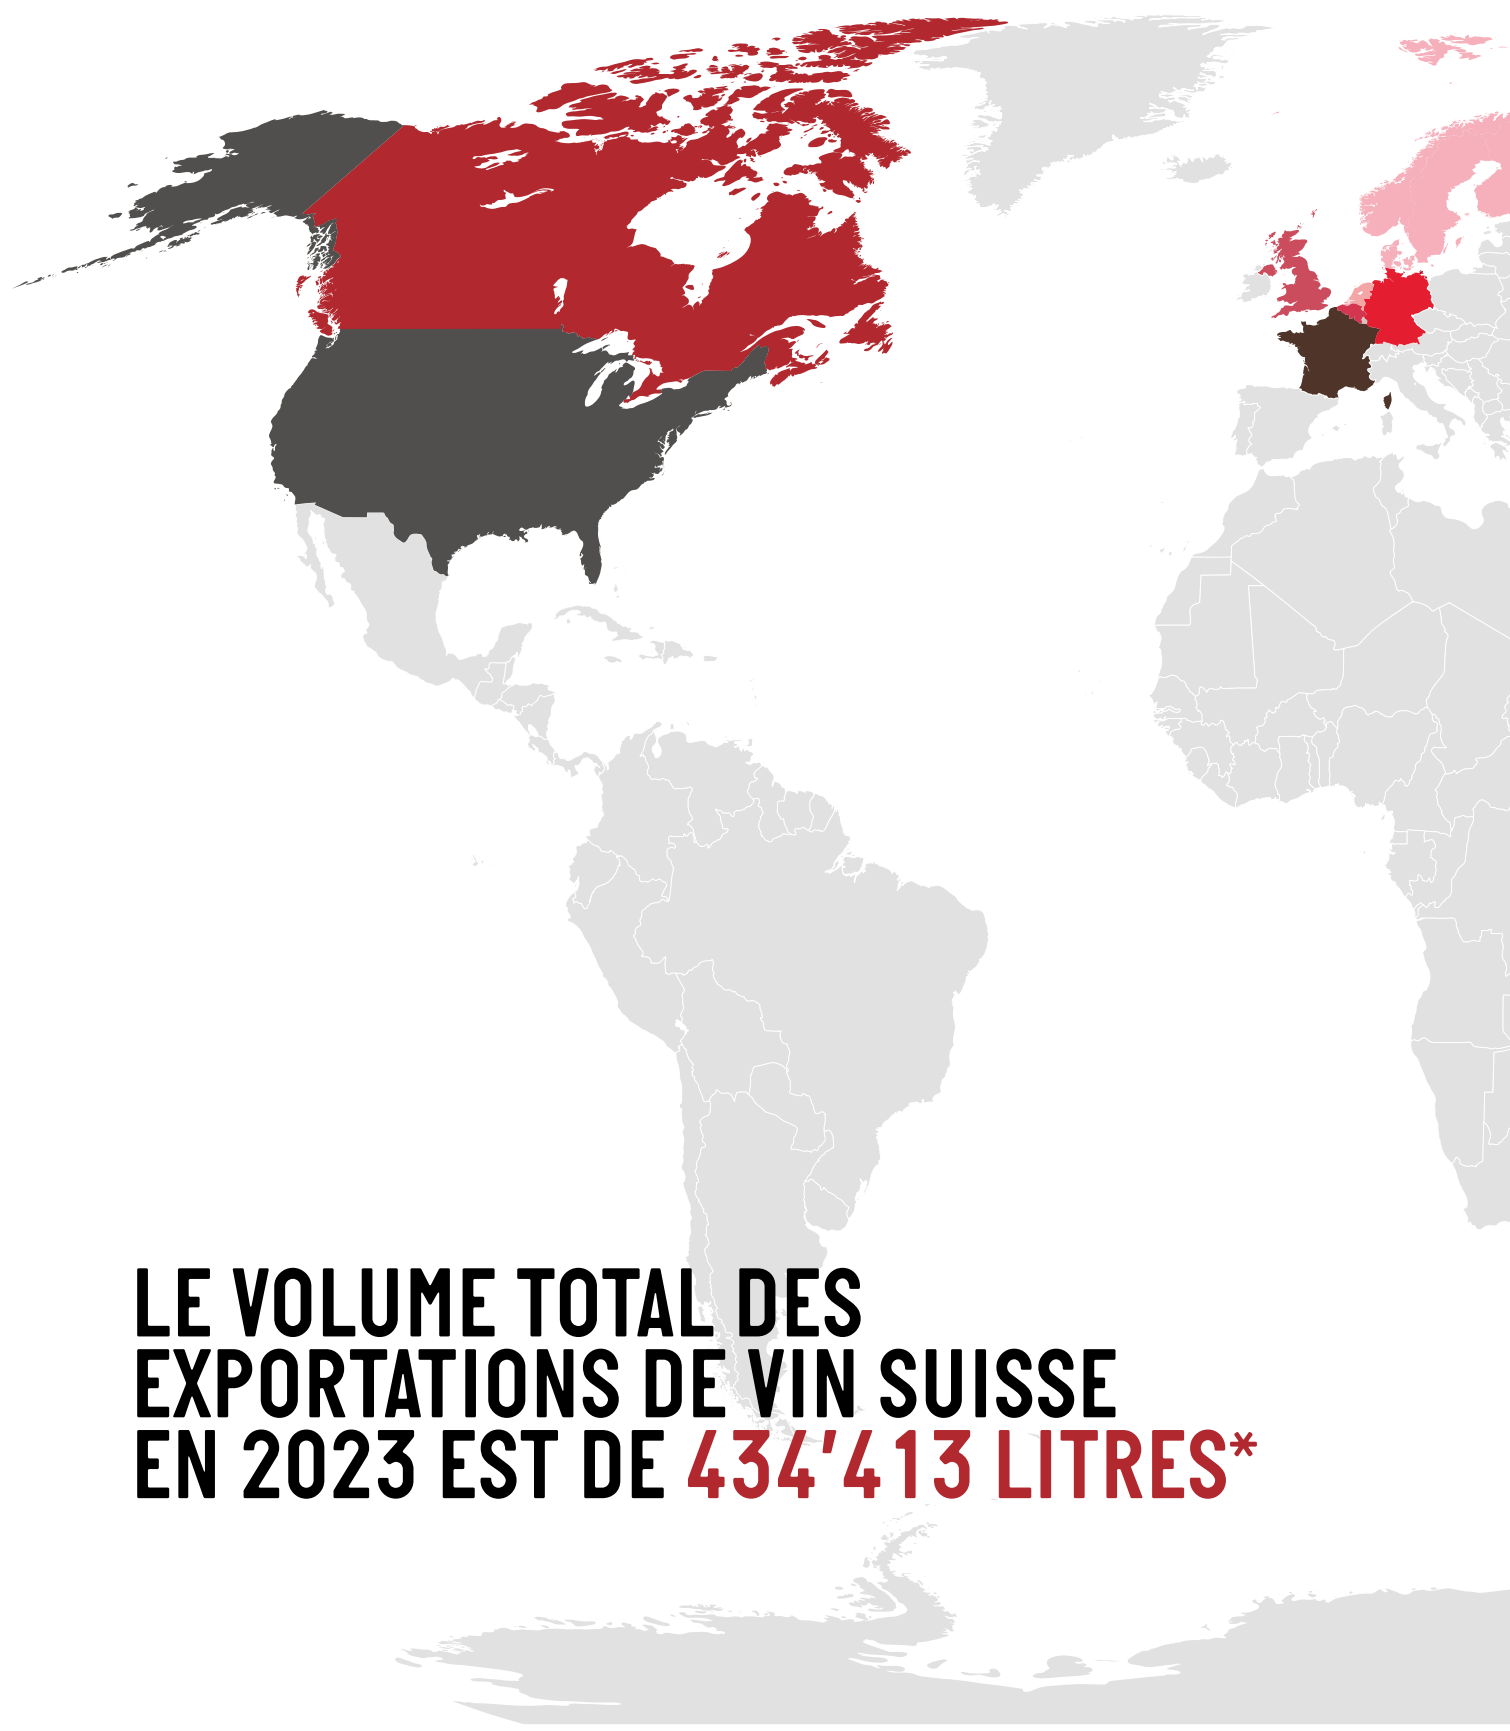 LE VOLUME TOTAL DES
EXPORTATIONS DE VIN SUISSE
EN 2023 EST DE 434'413 LITRES*